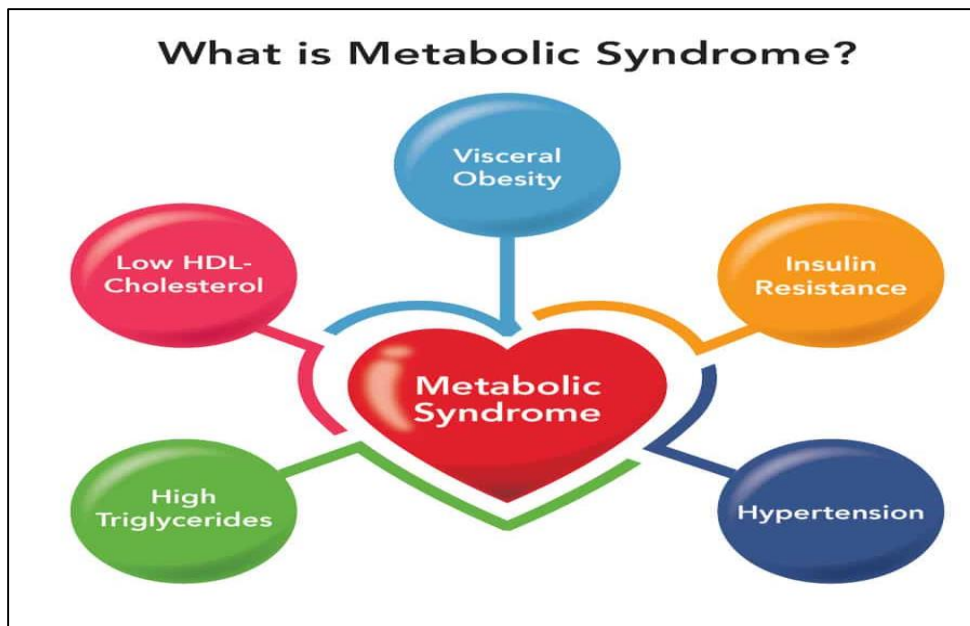 What is Metabolic Syndrome?
Visceral
Obesity
Low HDL-
Cholesterol
Insulin
Resistance
Metabolic
Syndrome
High
Triglycerides
Hypertension